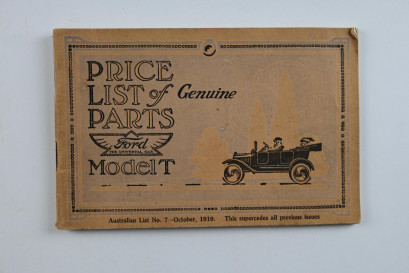 PRICE
LIST of Genuine
PARTS
Ford
THE UNIVERSAL CAR
Model T
Australian List No. 7 - October, 1919. This supercedes all previous issues